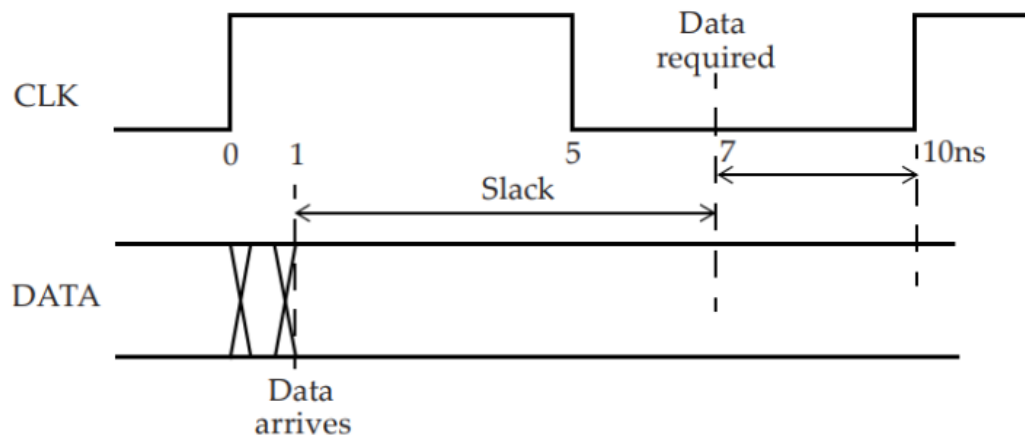 Data
required
CLK
0 1 5 7 10ns
Slack
DATA
Data
arrives